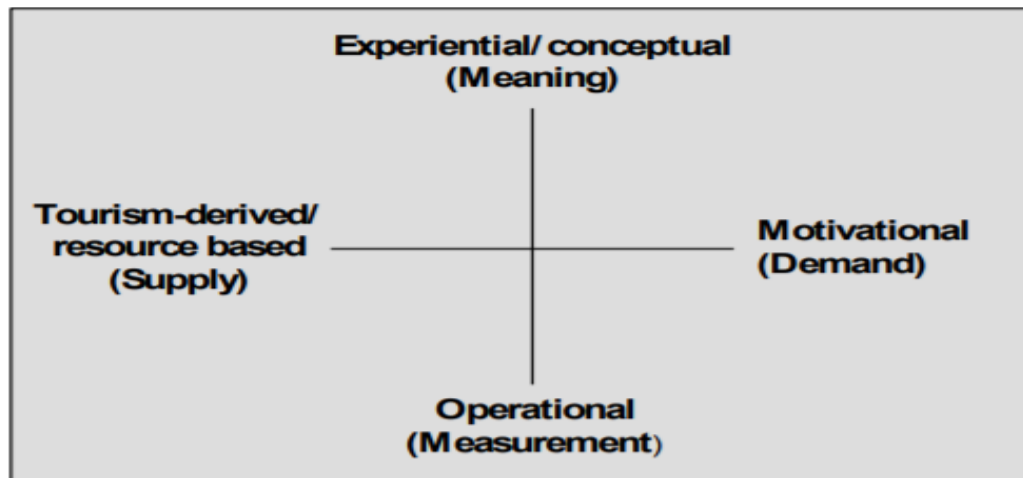 Experiential/ conceptual
(Meaning)
Tourism-derived/
resource based
(Supply)
Motivational
(Demand)
Operational
(Measurement)